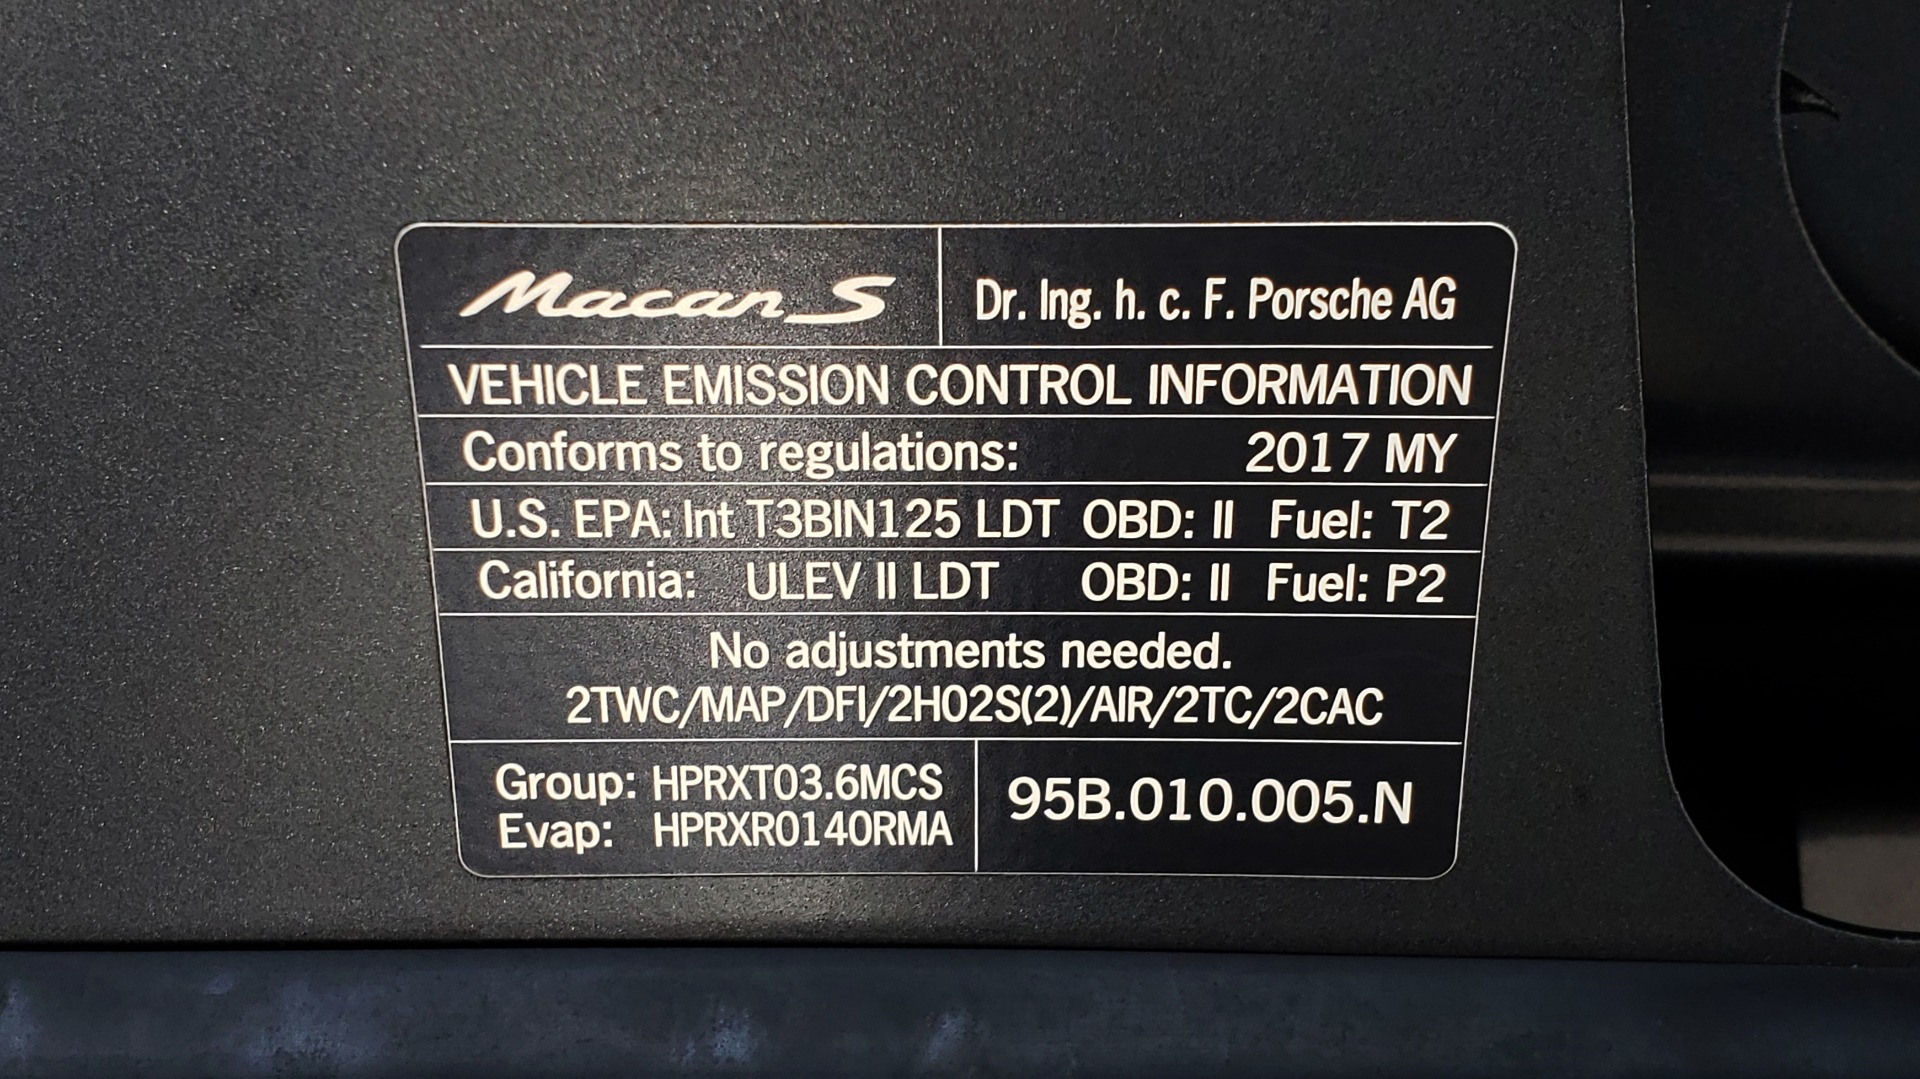 Macan S
Dr. Ing. h. c. F. Porsche AG
VEHICLE EMISSION CONTROL INFORMATION
Conforms to regulations: 2017 MY
U.S. EPA: Int T3BIN125 LDT OBD: II Fuel: T2
California: ULEV II LDT OBD: II Fuel: P2
No adjustments needed.
2TWC/MAP/DFI/2HO2S(2)/AIR/2TC/2CAC
Group: HPRXT03.6MCS
Evap: HPRXR0140RMA
95B.010.005.N